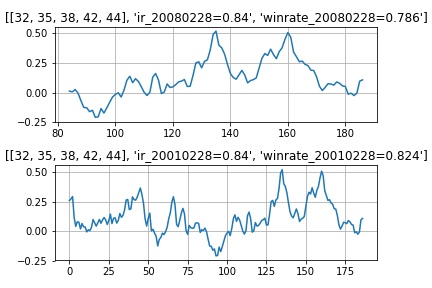 [[32, 35, 38, 42, 44], 'ir_20080228=0.84', 'winrate_20080228=0.786']
0.50
0.25
0.00
−0.25
80 100 120 140 160 180
[[32, 35, 38, 42, 44], 'ir_20010228=0.84', 'winrate_20010228=0.824']
0.50
0.25
0.00
−0.25
0 25 50 75 100 125 150 175